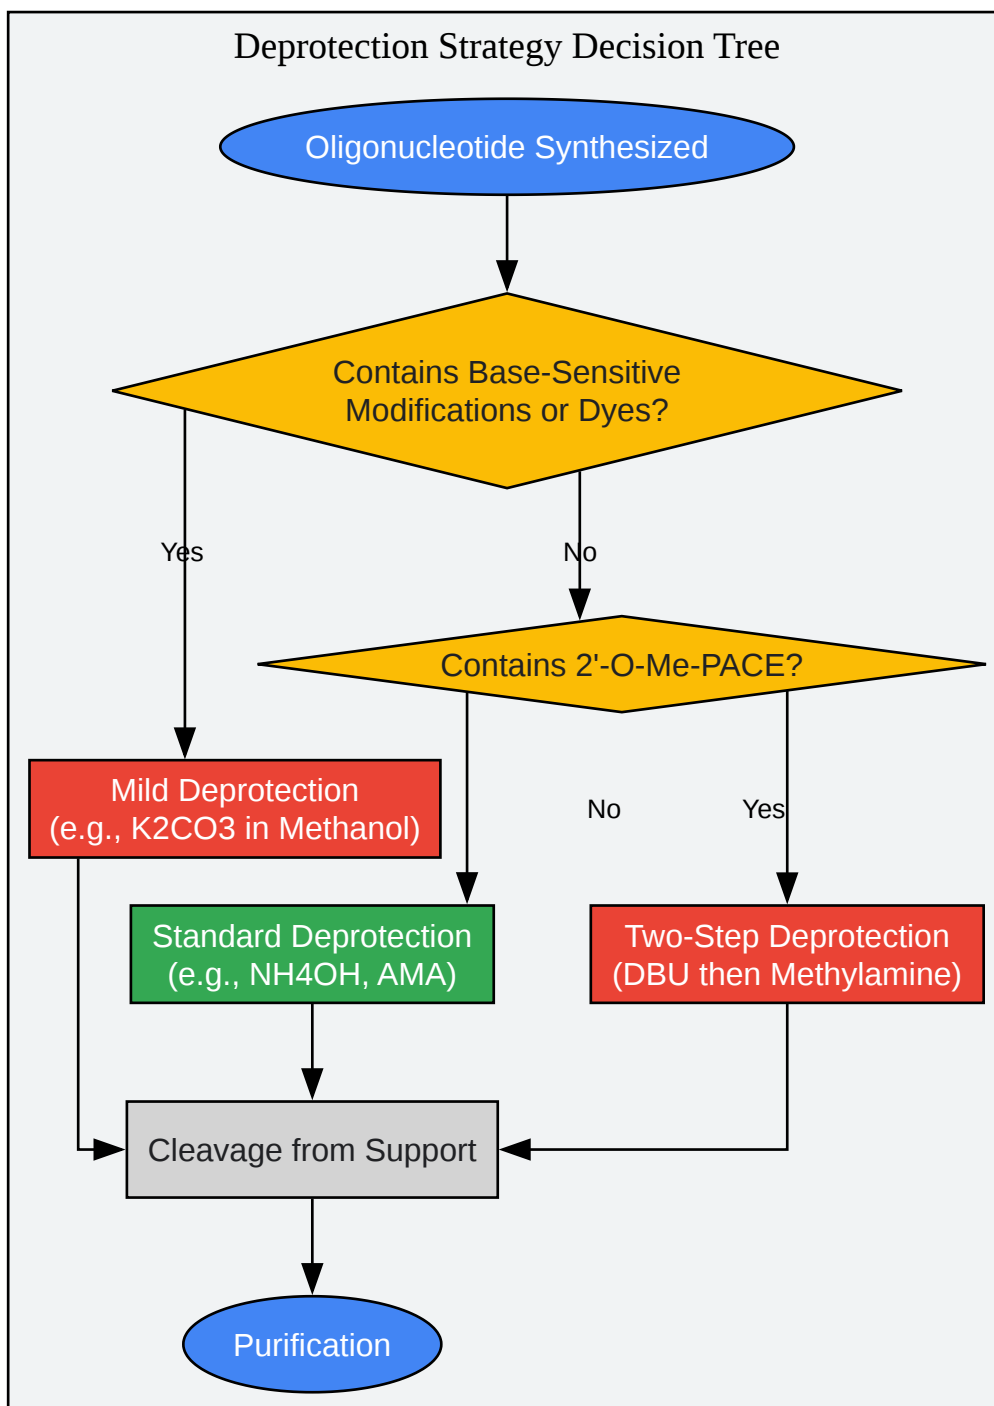 Deprotection Strategy Decision Tree
Oligonucleotide Synthesized
Contains Base-Sensitive
Modifications or Dyes?
Yes
No
Contains 2'-O-Me-PACE?
Mild Deprotection
(e.g., K2CO3 in Methanol)
No
Yes
Standard Deprotection
(e.g., NH4OH, AMA)
Two-Step Deprotection
(DBU then Methylamine)
Cleavage from Support
Purification